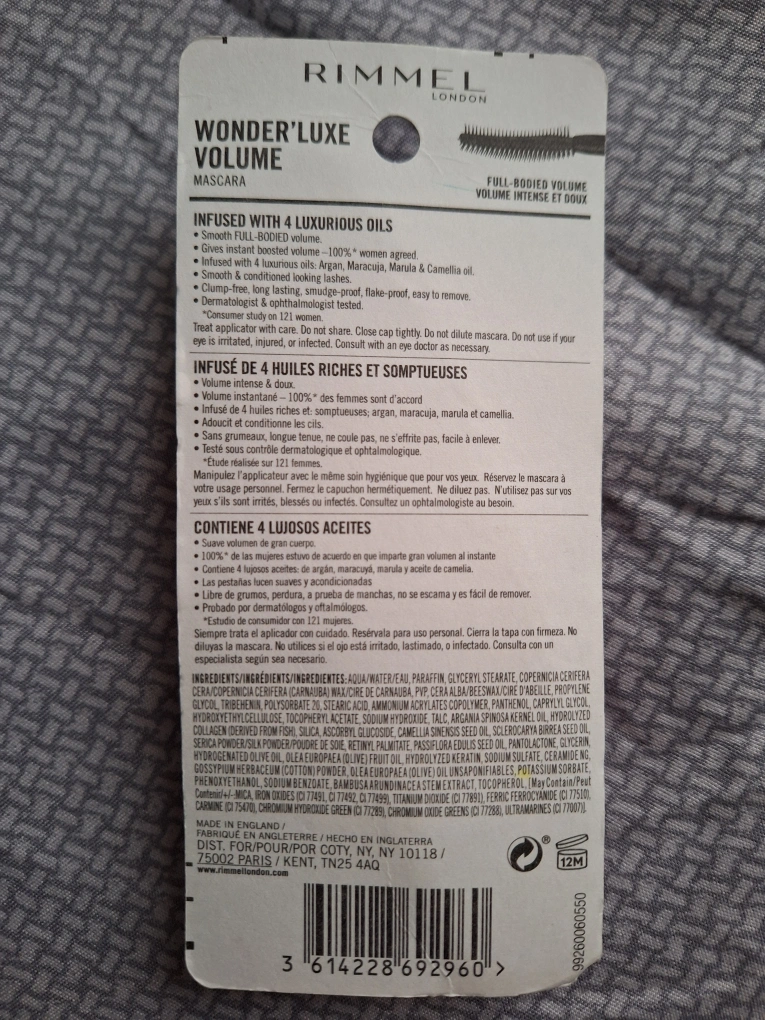 RIMMEL
LONDON
WONDER'LUXE
VOLUME
MASCARA
FULL-BODIED VOLUME
VOLUME INTENSE ET DOUX
INFUSED WITH 4 LUXURIOUS OILS
• Smooth FULL-BODIED volume.
• Gives instant boosted volume –100%* women agreed.
• Infused with 4 luxurious oils: Argan, Maracuja, Marula & Camellia oil.
• Smooth & conditioned looking lashes.
• Clump-free, long lasting, smudge-proof, flake-proof, easy to remove.
• Dermatologist & ophthalmologist tested.
*Consumer study on 121 women.
Treat applicator with care. Do not share. Close cap tightly. Do not dilute mascara. Do not use if your
eye is irritated, injured, or infected. Consult with an eye doctor as necessary.
INFUSÉ DE 4 HUILES RICHES ET SOMPTUEUSES
• Volume intense & doux.
• Volume instantané – 100%* des femmes sont d'accord
• Infusé de 4 huiles riches et: somptueuses; argan, maracuja, marula et camellia.
• Adoucit et conditionne les cils.
• Sans grumeaux, longue tenue, ne coule pas, ne s'effrite pas, facile à enlever.
• Testé sous contrôle dermatologique et ophtalmologique.
*Étude réalisée sur 121 femmes.
Manipulez l'applicateur avec le même soin hygiénique que pour vos yeux. Réservez le mascara à
votre usage personnel. Fermez le capuchon hermétiquement. Ne diluez pas. N'utilisez pas sur vos
yeux s'ils sont irrités, blessés ou infectés. Consultez un ophtalmologiste au besoin.
CONTIENE 4 LUJOSOS ACEITES
• Suave volumen de gran cuerpo.
• 100%* de las mujeres estuvo de acuerdo en que imparte gran volumen al instante
• Contiene 4 lujosos aceites: de argán, maracuyá, marula y aceite de camelia.
• Las pestañas lucen suaves y acondicionadas
• Libre de grumos, perdura, a prueba de manchas, no se escama y es fácil de remover.
• Probado por dermatólogos y oftalmólogos.
*Estudio de consumidor con 121 mujeres.
Siempre trata el aplicador con cuidado. Resérvala para uso personal. Cierra la tapa con firmeza. No
diluyas la mascara. No utilices si el ojo está irritado, lastimado, o infectado. Consulta con un
especialista según sea necesario.
INGREDIENTS/INGRÉDIENTS/INGREDIENTES: AQUA/WATER/EAU, PARAFFIN, GLYCERYL STEARATE, COPERNICIA CERIFERA
CERA/COPERNICIA CERIFERA (CARNAUBA) WAX/CIRE DE CARNAUBA, PVP, CERA ALBA/BEESWAX/CIRE D'ABEILLE, PROPYLENE
GLYCOL, TRIBEHENIN, POLYSORBATE 20, STEARIC ACID, AMMONIUM ACRYLATES COPOLYMER, PANTHENOL, CAPRYLYL GLYCOL,
HYDROXYETHYLCELLULOSE, TOCOPHERYL ACETATE, SODIUM HYDROXIDE, TALC, ARGANIA SPINOSA KERNEL OIL, HYDROLYZED
COLLAGEN (DERIVED FROM FISH), SILICA, ASCORBYL GLUCOSIDE, CAMELLIA SINENSIS SEED OIL, SCLEROCARYA BIRREA SEED OIL,
SERICA POWDER/SILK POWDER/POUDRE DE SOIE, RETINYL PALMITATE, PASSIFLORA EDULIS SEED OIL, PANTOLACTONE, GLYCERIN,
HYDROGENATED OLIVE OIL, OLEA EUROPAEA (OLIVE) FRUIT OIL, HYDROLYZED KERATIN, SODIUM SULFATE, CERAMIDE NG,
GOSSYPIUM HERBACEUM (COTTON) POWDER, OLEA EUROPAEA (OLIVE) OIL UNSAPONIFIABLES, POTASSIUM SORBATE,
PHENOXYETHANOL, SODIUM BENZOATE, BAMBUSA ARUNDINACEA STEM EXTRACT, TOCOPHEROL. [May Contain/Peut
Contenir/+/-:MICA, IRON OXIDES (CI 77491, CI 77492, CI 77499), TITANIUM DIOXIDE (CI 77891), FERRIC FERROCYANIDE (CI 77510),
CARMINE (CI 75470), CHROMIUM HYDROXIDE GREEN (CI 77289), CHROMIUM OXIDE GREENS (CI 77288), ULTRAMARINES (CI 77007)].
MADE IN ENGLAND /
FABRIQUÉ EN ANGLETERRE / HECHO EN INGLATERRA
DIST. FOR/POUR/POR COTY, NY, NY 10118 /
75002 PARIS / KENT, TN25 4AQ
www.rimmellondon.com
®
12M
3 614228 692960 >
99260060550